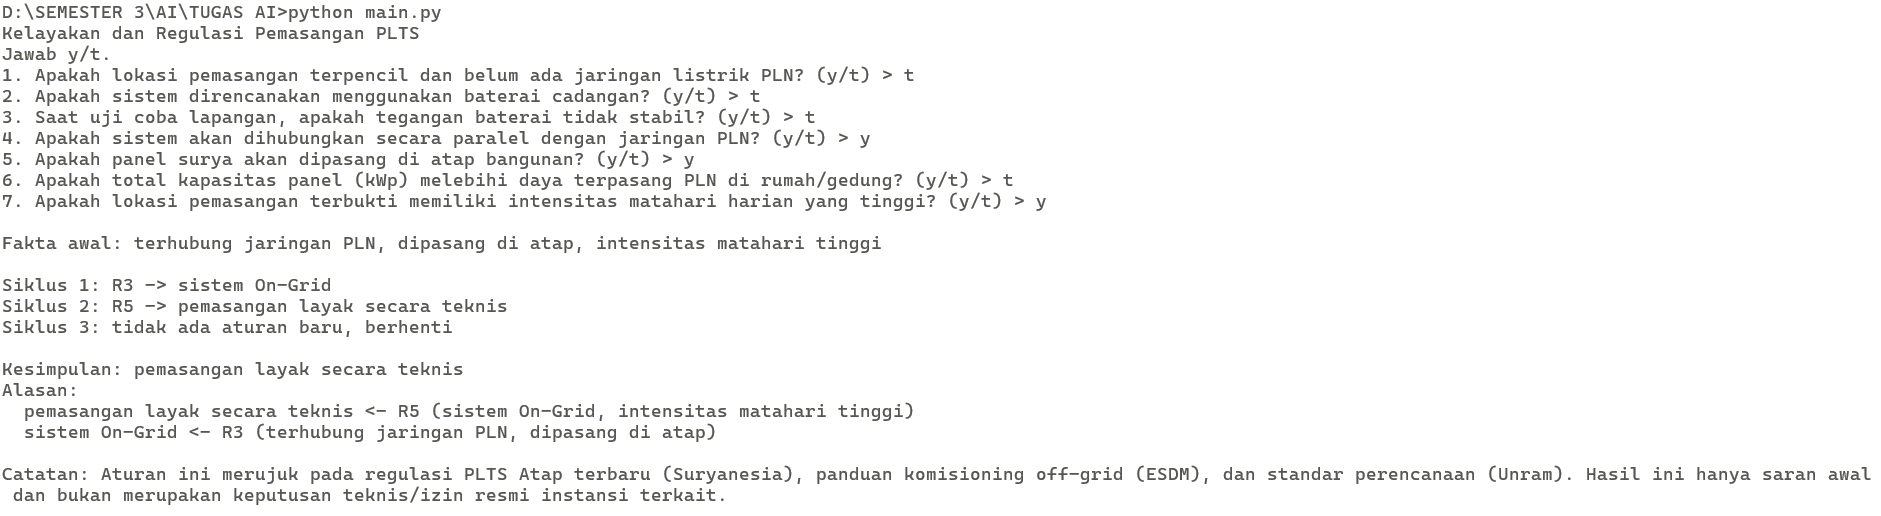 D:\SEMESTER 3\AI\TUGAS AI>python main.py
Kelayakan dan Regulasi Pemasangan PLTS
Jawab y/t.
1. Apakah lokasi pemasangan terpencil dan belum ada jaringan listrik PLN? (y/t) > t
2. Apakah sistem direncanakan menggunakan baterai cadangan? (y/t) > t
3. Saat uji coba lapangan, apakah tegangan baterai tidak stabil? (y/t) > t
4. Apakah sistem akan dihubungkan secara paralel dengan jaringan PLN? (y/t) > y
5. Apakah panel surya akan dipasang di atap bangunan? (y/t) > y
6. Apakah total kapasitas panel (kWp) melebihi daya terpasang PLN di rumah/gedung? (y/t) > t
7. Apakah lokasi pemasangan terbukti memiliki intensitas matahari harian yang tinggi? (y/t) > y
Fakta awal: terhubung jaringan PLN, dipasang di atap, intensitas matahari tinggi
Siklus 1: R3 -> sistem On-Grid
Siklus 2: R5 -> pemasangan layak secara teknis
Siklus 3: tidak ada aturan baru, berhenti
Kesimpulan: pemasangan layak secara teknis
Alasan:
  pemasangan layak secara teknis <- R5 (sistem On-Grid, intensitas matahari tinggi)
  sistem On-Grid <- R3 (terhubung jaringan PLN, dipasang di atap)
Catatan: Aturan ini merujuk pada regulasi PLTS Atap terbaru (Suryanesia), panduan komisioning off-grid (ESDM), dan standar perencanaan (Unram). Hasil ini hanya saran awal
 dan bukan merupakan keputusan teknis/izin resmi instansi terkait.